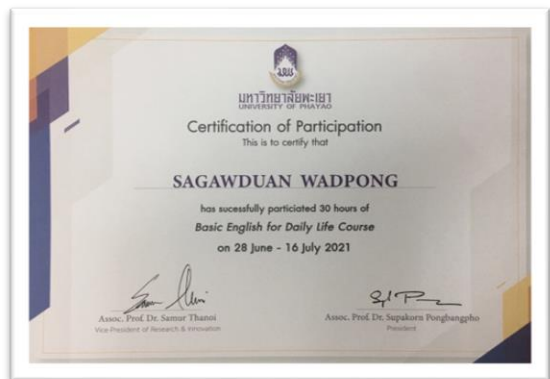 มหาวิทยาลัยพะเยา
UNIVERSITY OF PHAYAO
Certification of Participation
This is to certify that
SAGAWDUAN WADPONG
has sucessfully particiated 30 hours of
Basic English for Daily Life Course
on 28 June - 16 July 2021
Assoc. Prof. Dr. Samur Thanoi
Vice-President of Research & Innovation
Assoc. Prof. Dr. Supakorn Pongbangpho
President